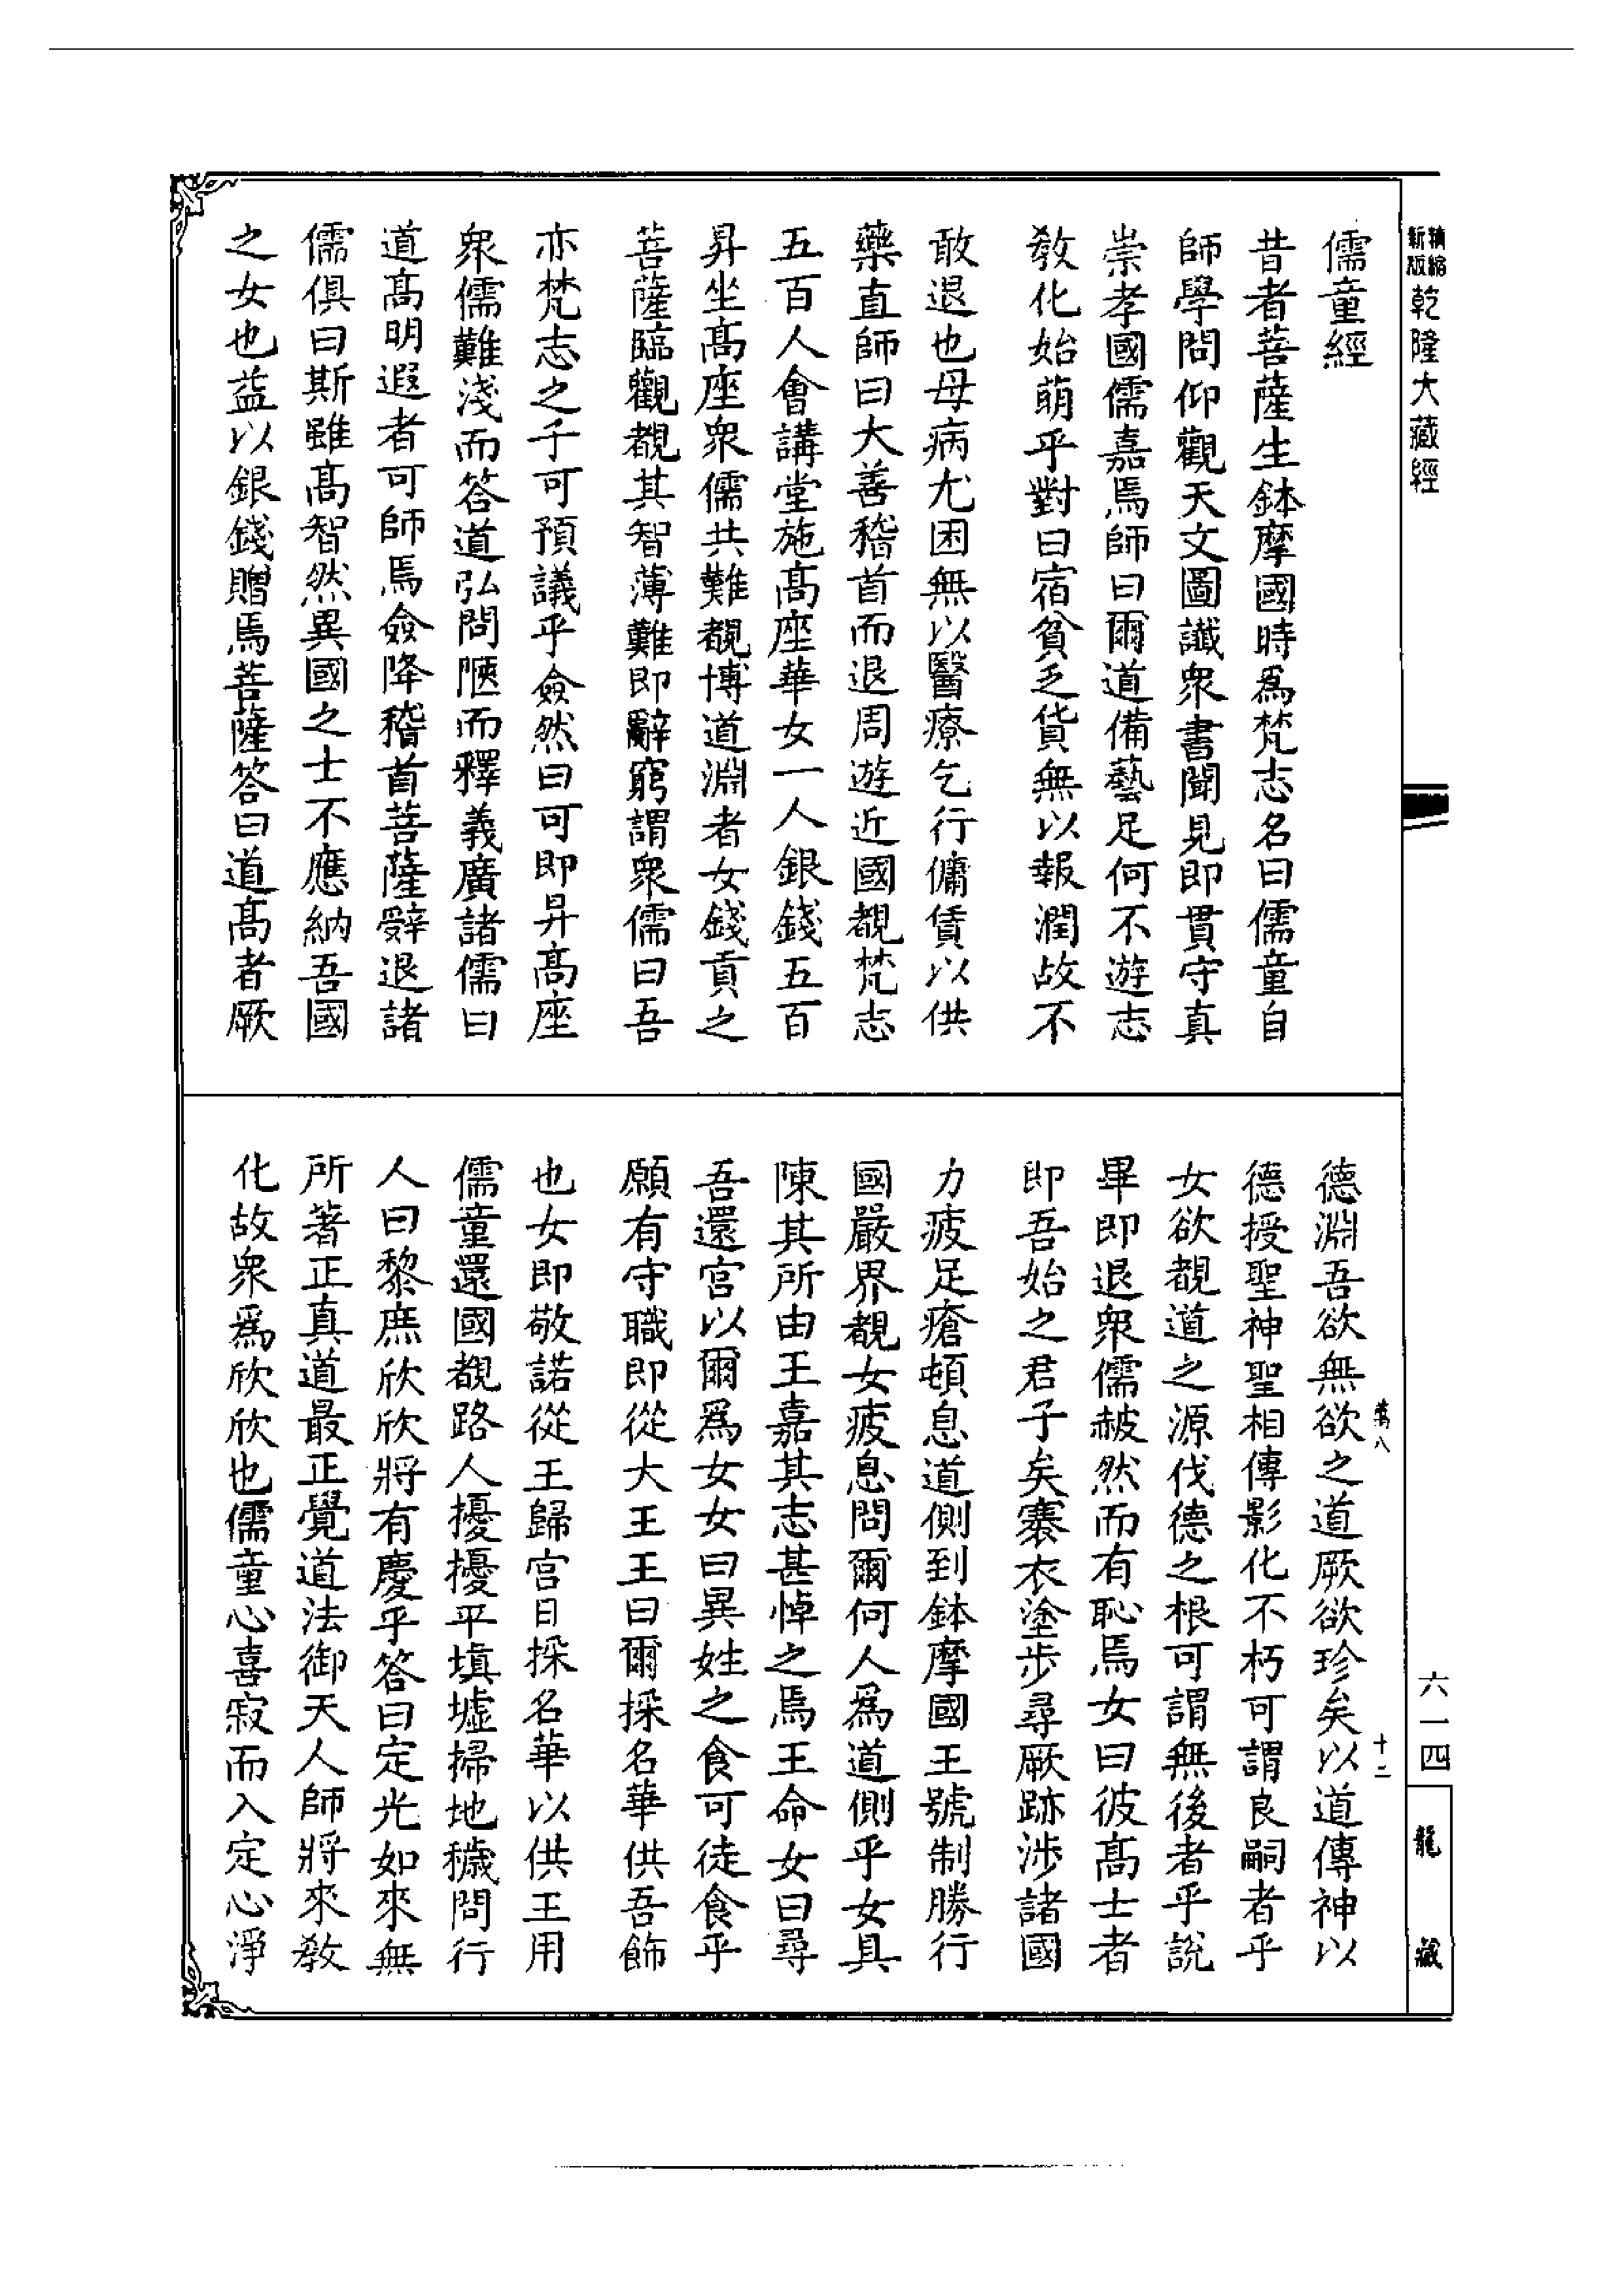 精縮
新版
乾隆大藏經
儒童經
昔者菩薩生鉢摩國時爲梵志名曰儒童自
師學問仰觀天文圖讖衆書聞見即貫守真
崇孝國儒嘉焉師曰爾道備藝足何不遊志
敎化始萌乎對曰宿貧乏貨無以報潤故不
敢退也母病尤困無以醫療乞行傭賃以供
藥直師曰大善稽首而退周遊近國覩梵志
五百人會講堂施髙座華女一人銀錢五百
昇坐髙座衆儒共難覩博道淵者女錢貢之
菩薩臨觀覩其智薄難即辭窮謂衆儒曰吾
亦梵志之子可預議乎僉然曰可即昇髙座
衆儒難淺而答道弘問陿而釋義廣諸儒曰
道髙明遐者可師焉僉降稽首菩薩辤退諸
儒俱曰斯雖髙智然異國之士不應納吾國
之女也益以銀錢贈焉菩薩答曰道髙者厥
德淵吾欲無欲之道厥欲珍矣以道傳神以
德授聖神聖相傳影化不朽可謂良嗣者乎
女欲覩道之源伐德之根可謂無後者乎說
畢即退衆儒赧然而有恥焉女曰彼髙士者
即吾始之君子矣褰衣塗步尋厥跡涉諸國
力疲足瘡頓息道側到鉢摩國王號制勝行
國嚴界覩女疲息問爾何人爲道側乎女具
陳其所由王嘉其志甚悼之焉王命女曰尋
吾還宮以爾爲女女曰異姓之食可徒食乎
願有守職即從大王王曰爾採名華供吾飾
也女即敬諾從王歸宮日採名華以供王用
儒童還國覩路人擾擾平塡墟掃地穢問行
人曰黎庶欣欣將有慶乎答曰定光如來無
所著正真道最正覺道法御天人師將來敎
化故衆爲欣欣也儒童心喜寂而入定心淨
萬八
十二
六一四
龍藏